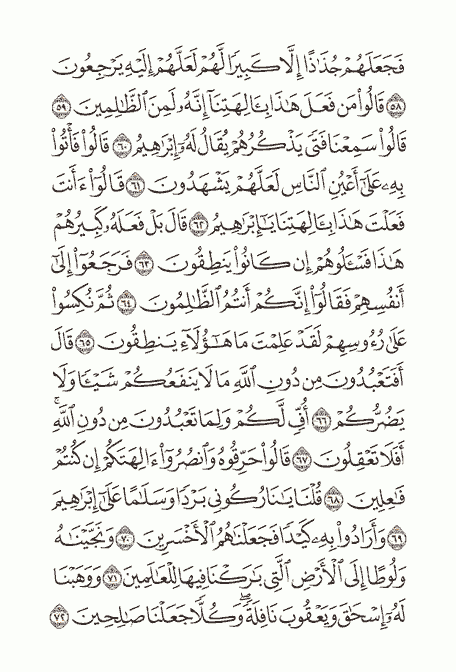 فَجَعَلَهُمْ جُذَٰذًا إِلَّا كَبِيرًا لَّهُمْ لَعَلَّهُمْ إِلَيْهِ يَرْجِعُونَ
٥٨ قَالُوا۟ مَن فَعَلَ هَٰذَا بِـَٔالِهَتِنَآ إِنَّهُۥ لَمِنَ ٱلظَّٰلِمِينَ ٥٩
قَالُوا۟ سَمِعْنَا فَتًى يَذْكُرُهُمْ يُقَالُ لَهُۥٓ إِبْرَٰهِيمُ ٦٠ قَالُوا۟ فَأْتُوا۟
بِهِۦ عَلَىٰٓ أَعْيُنِ ٱلنَّاسِ لَعَلَّهُمْ يَشْهَدُونَ ٦١ قَالُوٓا۟ ءَأَنتَ
فَعَلْتَ هَٰذَا بِـَٔالِهَتِنَا يَٰٓإِبْرَٰهِيمُ ٦٢ قَالَ بَلْ فَعَلَهُۥ كَبِيرُهُمْ
هَٰذَا فَسْـَٔلُوهُمْ إِن كَانُوا۟ يَنطِقُونَ ٦٣ فَرَجَعُوٓا۟ إِلَىٰٓ
أَنفُسِهِمْ فَقَالُوٓا۟ إِنَّكُمْ أَنتُمُ ٱلظَّٰلِمُونَ ٦٤ ثُمَّ نُكِسُوا۟
عَلَىٰ رُءُوسِهِمْ لَقَدْ عَلِمْتَ مَا هَٰٓؤُلَآءِ يَنطِقُونَ ٦٥ قَالَ
أَفَتَعْبُدُونَ مِن دُونِ ٱللَّهِ مَا لَا يَنفَعُكُمْ شَيْـًٔا وَلَا
يَضُرُّكُمْ ٦٦ أُفٍّ لَّكُمْ وَلِمَا تَعْبُدُونَ مِن دُونِ ٱللَّهِ ۖ
أَفَلَا تَعْقِلُونَ ٦٧ قَالُوا۟ حَرِّقُوهُ وَٱنصُرُوٓا۟ ءَالِهَتَكُمْ إِن كُنتُمْ
فَٰعِلِينَ ٦٨ قُلْنَا يَٰنَارُ كُونِى بَرْدًا وَسَلَٰمًا عَلَىٰٓ إِبْرَٰهِيمَ
٦٩ وَأَرَادُوا۟ بِهِۦ كَيْدًا فَجَعَلْنَٰهُمُ ٱلْأَخْسَرِينَ ٧٠ وَنَجَّيْنَٰهُ
وَلُوطًا إِلَى ٱلْأَرْضِ ٱلَّتِى بَٰرَكْنَا فِيهَا لِلْعَٰلَمِينَ ٧١ وَوَهَبْنَا
لَهُۥٓ إِسْحَٰقَ وَيَعْقُوبَ نَافِلَةً ۖ وَكُلًّا جَعَلْنَا صَٰلِحِينَ ٧٢